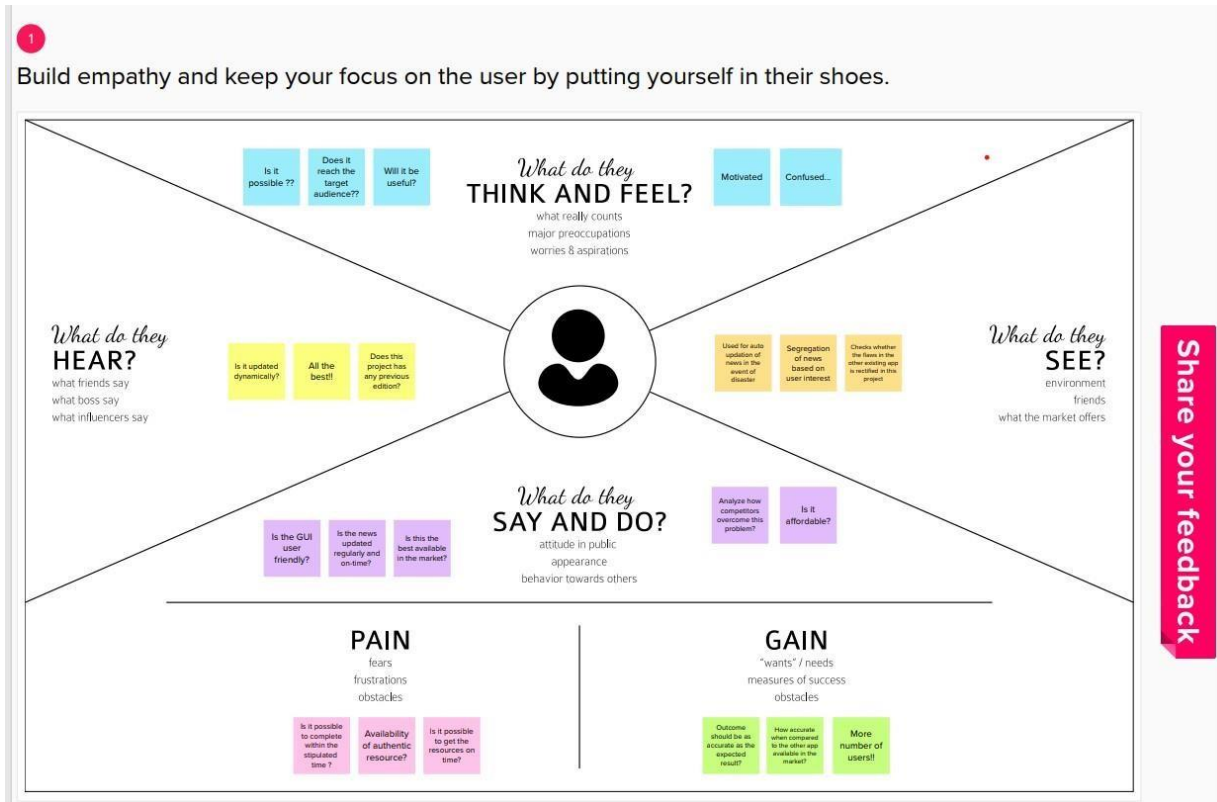 1
Build empathy and keep your focus on the user by putting yourself in their shoes.
Is it
possible ??
Does it
reach the
target
audience??
Will it be
useful?
What do they
THINK AND FEEL?
what really counts
major preoccupations
worries & aspirations
Motivated
Confused...
What do they
HEAR?
what friends say
what boss say
what influencers say
Is it updated
dynamically?
All the
best!!
Does this
project has
any previous
edition?
Used for auto
updation of
news in the
event of
disaster
Segregation
of news
based on
user interest
Checks whether
the flaws in the
other existing app
is rectified in this
project
What do they
SEE?
environment
friends
what the market offers
Is the GUI
user
friendly?
Is the news
updated
regularly and
on-time?
Is this the
best available
in the market?
What do they
SAY AND DO?
attitude in public
appearance
behavior towards others
Analyze how
competitors
overcome this
problem?
Is it
affordable?
PAIN
fears
frustrations
obstacles
Is it possible
to complete
within the
stipulated
time ?
Availability
of authentic
resource?
Is it possible
to get the
resources on
time?
GAIN
"wants" / needs
measures of success
obstacles
Outcome
should be as
accurate as the
expected
result?
How accurate
when compared
to the other app
available in the
market?
More
number of
users!!
Share your feedback